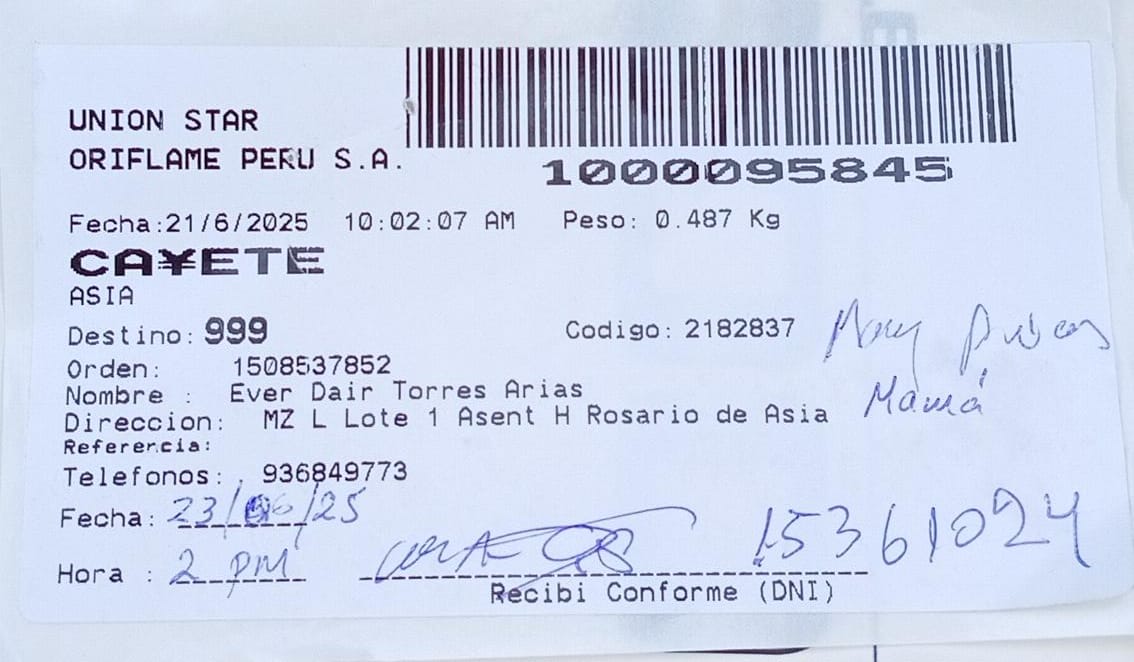 UNION STAR
ORIFLAME PERU S.A.
1000095845
Fecha:21/6/2025 10:02:07 AM Peso: 0.487 Kg
CA¥ETE
ASIA
Destino: 999 Codigo: 2182837
Orden: 1508537852
Nombre : Ever Dair Torres Arias
Direccion: MZ L Lote 1 Asent H Rosario de Asia
Mamá
Referencia:
Telefonos: 936849773
Fecha: 23/06/25
Hora : 2 pm 15361024
Recibi Conforme (DNI)